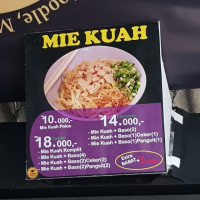 noodle, M
MIE KUAH
10.000,-
Mie Kuah Polos
14.000,-
- Mie Kuah + Baso(2)
- Mie Kuah + Baso(1)Ceker(1)
- Mie Kuah + Baso(1)Pangsit(1)
18.000,-
- Mie Kuah Komplit
- Mie Kuah + Baso(4)
- Mie Kuah + Baso(2)Ceker(2)
- Mie Kuah + Baso(2)Pangsit(2)